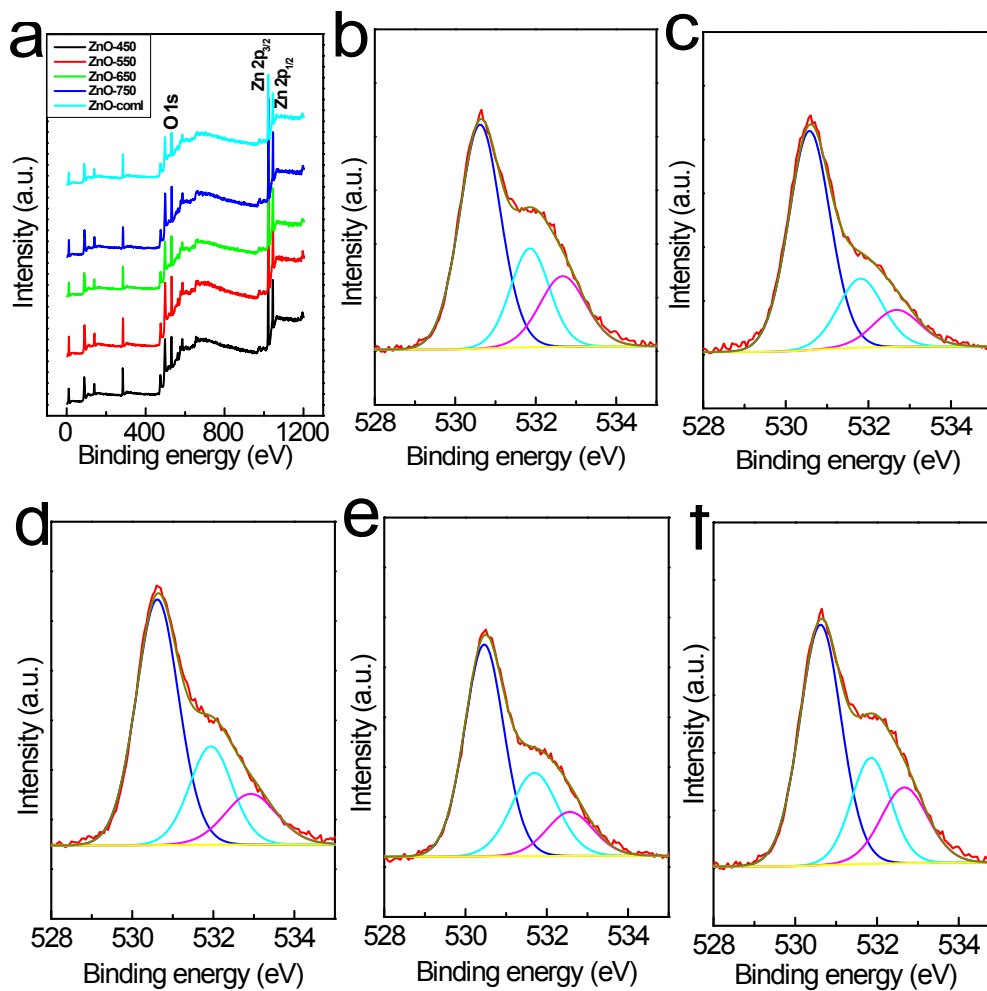 a
ZnO-450
ZnO-550
ZnO-650
ZnO-750
ZnO-coml
O 1s
Zn 2p3/2
Zn 2p1/2
Intensity (a.u.)
0 400 800 1200
Binding energy (eV)
b
Intensity (a.u.)
528 530 532 534
Binding energy (eV)
c
Intensity (a.u.)
528 530 532 534
Binding energy (eV)
d
Intensity (a.u.)
528 530 532 534
Binding energy (eV)
e
Intensity (a.u.)
528 530 532 534
Binding energy (eV)
f
Intensity (a.u.)
528 530 532 534
Binding energy (eV)